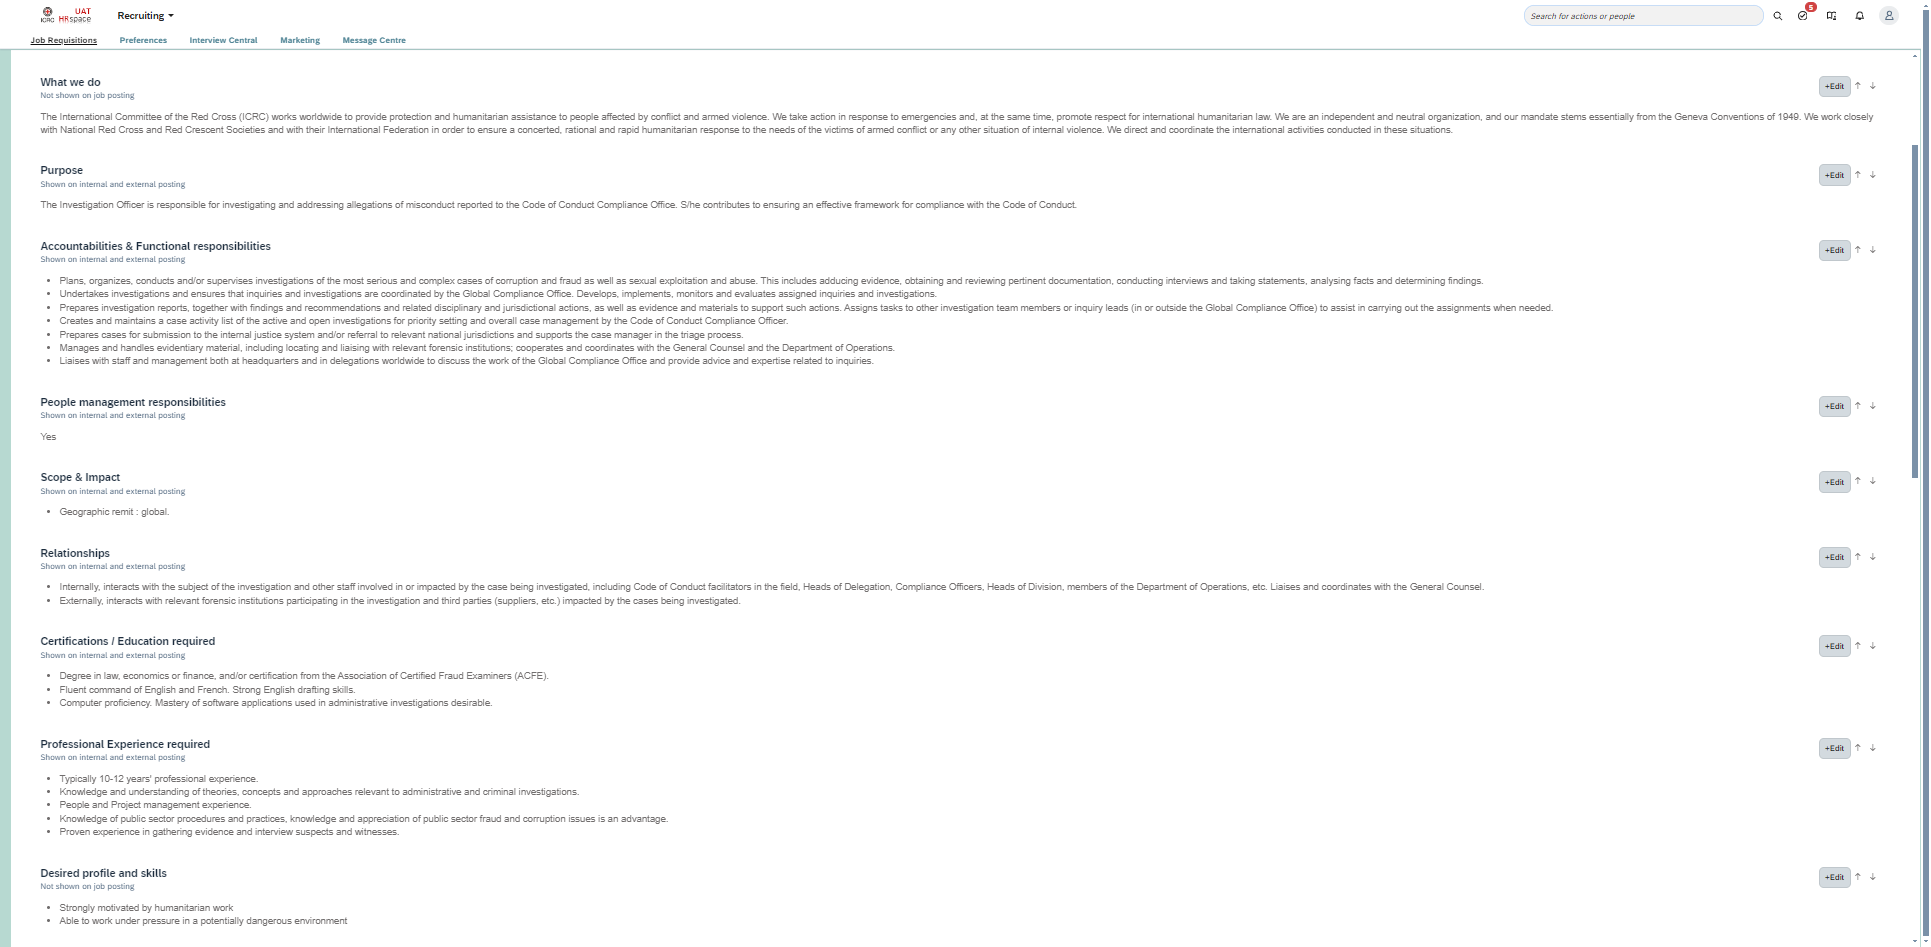 ICRC UAT
HRspace
Recruiting
Search for actions or people
5
Job Requisitions Preferences Interview Central Marketing Message Centre
What we do
Not shown on job posting
+Edit
The International Committee of the Red Cross (ICRC) works worldwide to provide protection and humanitarian assistance to people affected by conflict and armed violence. We take action in response to emergencies and, at the same time, promote respect for international humanitarian law. We are an independent and neutral organization, and our mandate stems essentially from the Geneva Conventions of 1949. We work closely
with National Red Cross and Red Crescent Societies and with their International Federation in order to ensure a concerted, rational and rapid humanitarian response to the needs of the victims of armed conflict or any other situation of internal violence. We direct and coordinate the international activities conducted in these situations.
Purpose
Shown on internal and external posting
+Edit
The Investigation Officer is responsible for investigating and addressing allegations of misconduct reported to the Code of Conduct Compliance Office. S/he contributes to ensuring an effective framework for compliance with the Code of Conduct.
Accountabilities & Functional responsibilities
Shown on internal and external posting
+Edit
• Plans, organizes, conducts and/or supervises investigations of the most serious and complex cases of corruption and fraud as well as sexual exploitation and abuse. This includes adducing evidence, obtaining and reviewing pertinent documentation, conducting interviews and taking statements, analysing facts and determining findings.
• Undertakes investigations and ensures that inquiries and investigations are coordinated by the Global Compliance Office. Develops, implements, monitors and evaluates assigned inquiries and investigations.
• Prepares investigation reports, together with findings and recommendations and related disciplinary and jurisdictional actions, as well as evidence and materials to support such actions. Assigns tasks to other investigation team members or inquiry leads (in or outside the Global Compliance Office) to assist in carrying out the assignments when needed.
• Creates and maintains a case activity list of the active and open investigations for priority setting and overall case management by the Code of Conduct Compliance Officer.
• Prepares cases for submission to the internal justice system and/or referral to relevant national jurisdictions and supports the case manager in the triage process.
• Manages and handles evidentiary material, including locating and liaising with relevant forensic institutions; cooperates and coordinates with the General Counsel and the Department of Operations.
• Liaises with staff and management both at headquarters and in delegations worldwide to discuss the work of the Global Compliance Office and provide advice and expertise related to inquiries.
People management responsibilities
Shown on internal and external posting
+Edit
Yes
Scope & Impact
Shown on internal and external posting
+Edit
• Geographic remit : global.
Relationships
Shown on internal and external posting
+Edit
• Internally, interacts with the subject of the investigation and other staff involved in or impacted by the case being investigated, including Code of Conduct facilitators in the field, Heads of Delegation, Compliance Officers, Heads of Division, members of the Department of Operations, etc. Liaises and coordinates with the General Counsel.
• Externally, interacts with relevant forensic institutions participating in the investigation and third parties (suppliers, etc.) impacted by the cases being investigated.
Certifications / Education required
Shown on internal and external posting
+Edit
• Degree in law, economics or finance, and/or certification from the Association of Certified Fraud Examiners (ACFE).
• Fluent command of English and French. Strong English drafting skills.
• Computer proficiency. Mastery of software applications used in administrative investigations desirable.
Professional Experience required
Shown on internal and external posting
+Edit
• Typically 10-12 years' professional experience.
• Knowledge and understanding of theories, concepts and approaches relevant to administrative and criminal investigations.
• People and Project management experience.
• Knowledge of public sector procedures and practices, knowledge and appreciation of public sector fraud and corruption issues is an advantage.
• Proven experience in gathering evidence and interview suspects and witnesses.
Desired profile and skills
Not shown on job posting
+Edit
• Strongly motivated by humanitarian work
• Able to work under pressure in a potentially dangerous environment